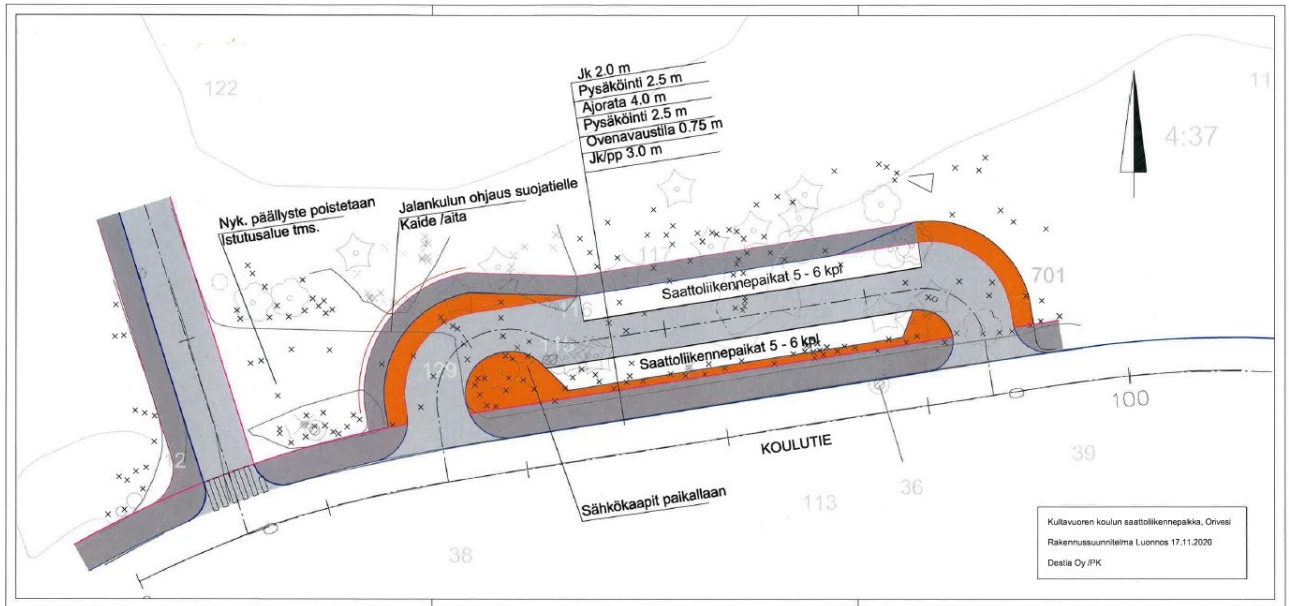 122
Jk 2.0 m
Pysäköinti 2.5 m
Ajorata 4.0 m
Pysäköinti 2.5 m
Ovenavaustila 0.75 m
Jk/pp 3.0 m
11
4:37
Nyk. päällyste poistetaan
Istutusalue tms.
Jalankulun ohjaus suojatielle
Kaide /aita
117
701
Saattoliikennepaikat 5 - 6 kpl
116
Saattoliikennepaikat 5 - 6 kpl
129
100
12
KOULUTIE
39
36
Sähkökaapit paikallaan
113
38
Kultavuoren koulun saattoliikennepaikka, Orivesi
Rakennussuunnitelma Luonnos 17.11.2020
Destia Oy /PK